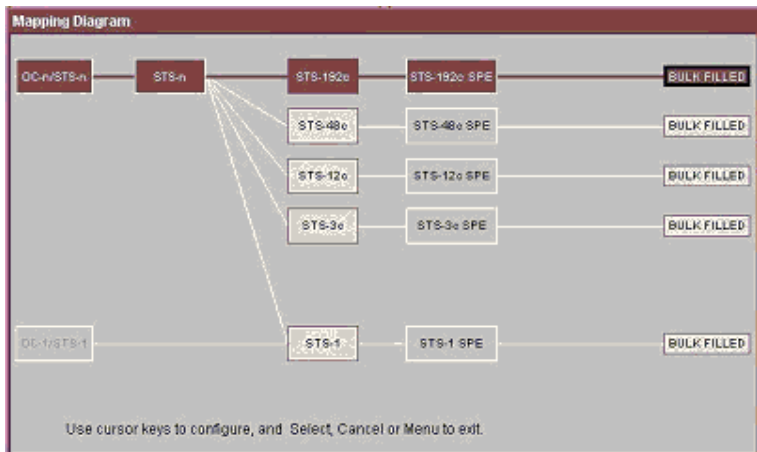 Mapping Diagram
OC-n/STS-n STS-n STS-192c STS-192c SPE BULK FILLED
STS-48c STS-48c SPE BULK FILLED
STS-12c STS-12c SPE BULK FILLED
STS-3c STS-3c SPE BULK FILLED
OC-1/STS-1 STS-1 STS-1 SPE BULK FILLED
Use cursor keys to configure, and Select, Cancel or Menu to exit.